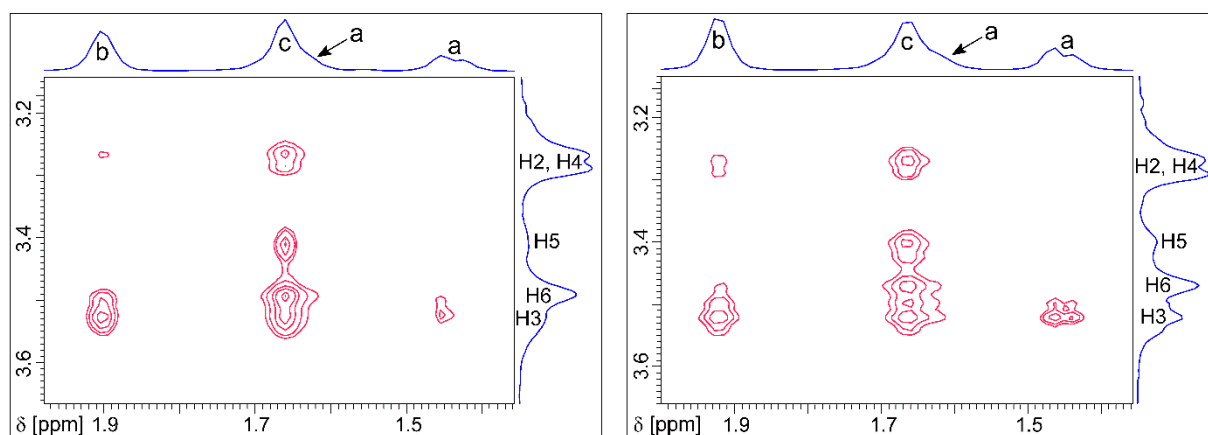 b c a a
3.2 H2, H4
3.4 H5
H6
H3
3.6
δ [ppm] 1.9 1.7 1.5
b c a a
3.2 H2, H4
3.4 H5
H6
H3
3.6
δ [ppm] 1.9 1.7 1.5